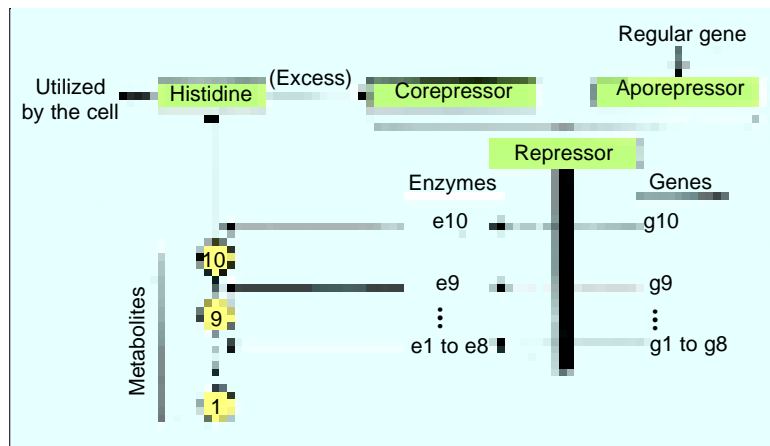 Regular gene
Utilized
by the cell
Histidine
(Excess)
Corepressor
Aporepressor
Repressor
Enzymes
Genes
e10
g10
10
e9
g9
9
⋮
⋮
e1 to e8
g1 to g8
1
Metabolites